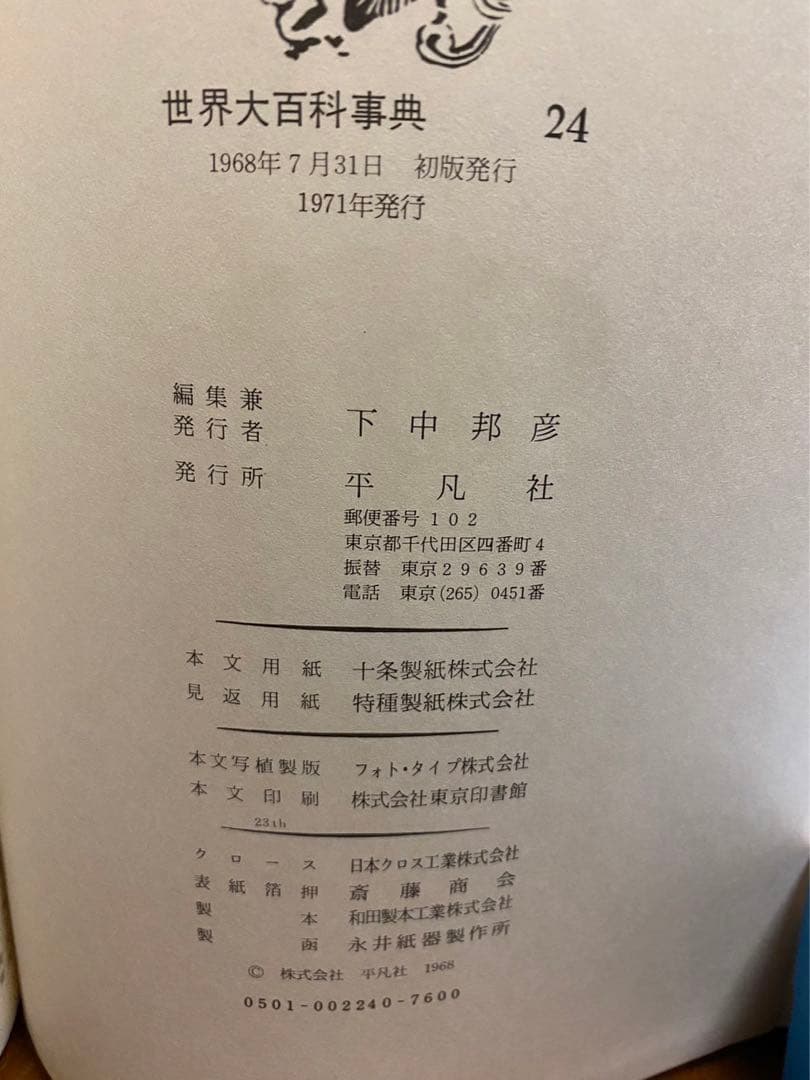 世界大百科事典 24
1968年7月31日 初版発行
1971年発行
編集兼
発行者 下中邦彦
発行所 平凡社
郵便番号 102
東京都千代田区四番町4
振替 東京29639番
電話 東京(265) 0451番
本文用紙 十条製紙株式会社
見返用紙 特種製紙株式会社
本文写植製版 フォト・タイプ株式会社
本文印刷 株式会社東京印書館
23th
クロース 日本クロス工業株式会社
表紙箔押 斎藤商会
製本 和田製本工業株式会社
製函 永井紙器製作所
© 株式会社 平凡社 1968
0501-002240-7600